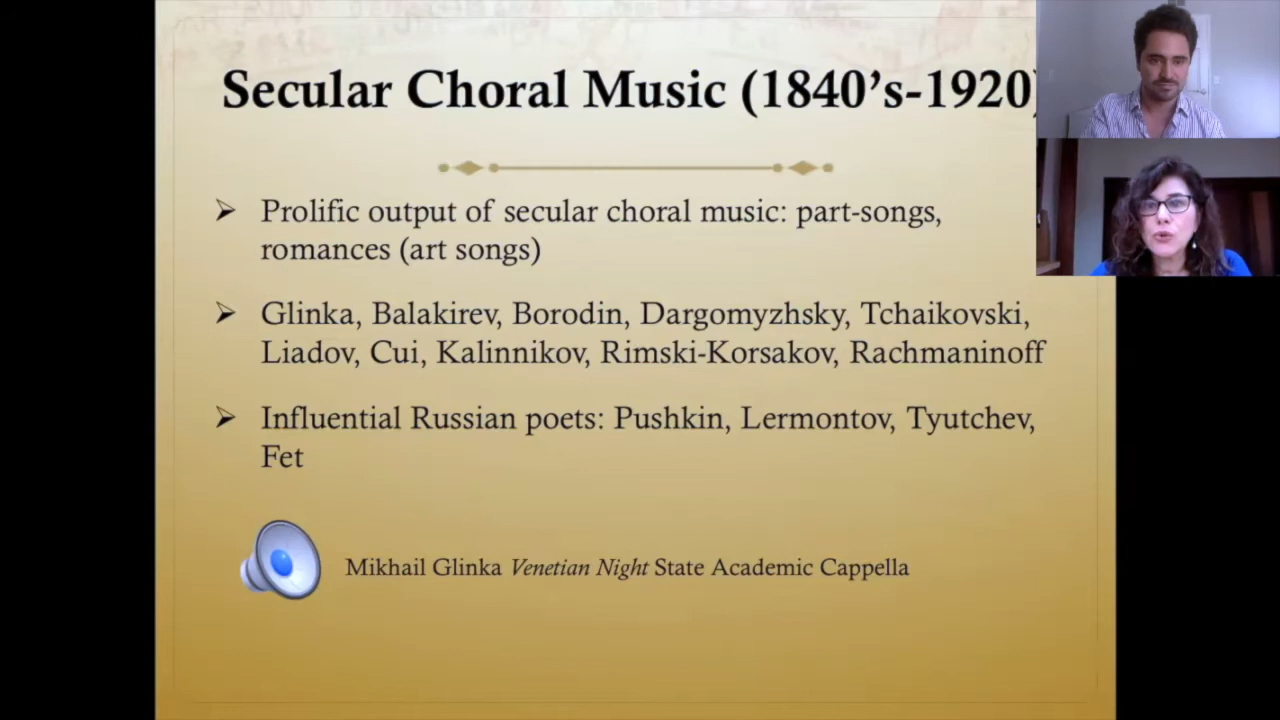 Secular Choral Music (1840’s-1920)
Prolific output of secular choral music: part-songs,
romances (art songs)
Glinka, Balakirev, Borodin, Dargomyzhsky, Tchaikovski,
Liadov, Cui, Kalinnikov, Rimski-Korsakov, Rachmaninoff
Influential Russian poets: Pushkin, Lermontov, Tyutchev,
Fet
Mikhail Glinka Venetian Night State Academic Cappella